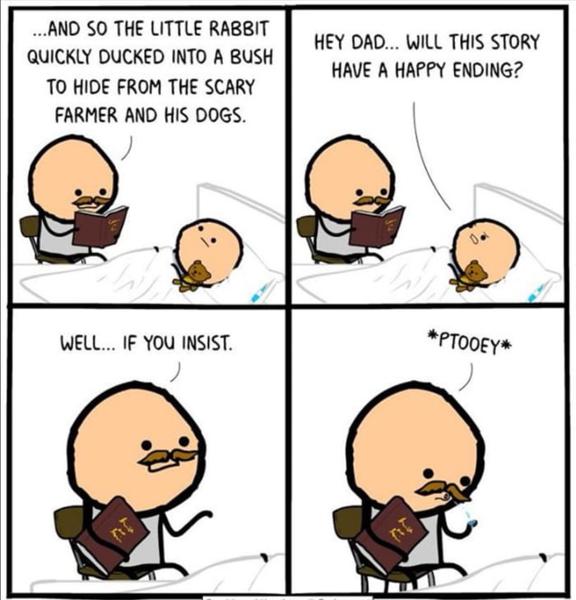 ...AND SO THE LITTLE RABBIT
QUICKLY DUCKED INTO A BUSH
TO HIDE FROM THE SCARY
FARMER AND HIS DOGS.
HEY DAD... WILL THIS STORY
HAVE A HAPPY ENDING?
WELL... IF YOU INSIST.
*PTOOEY*